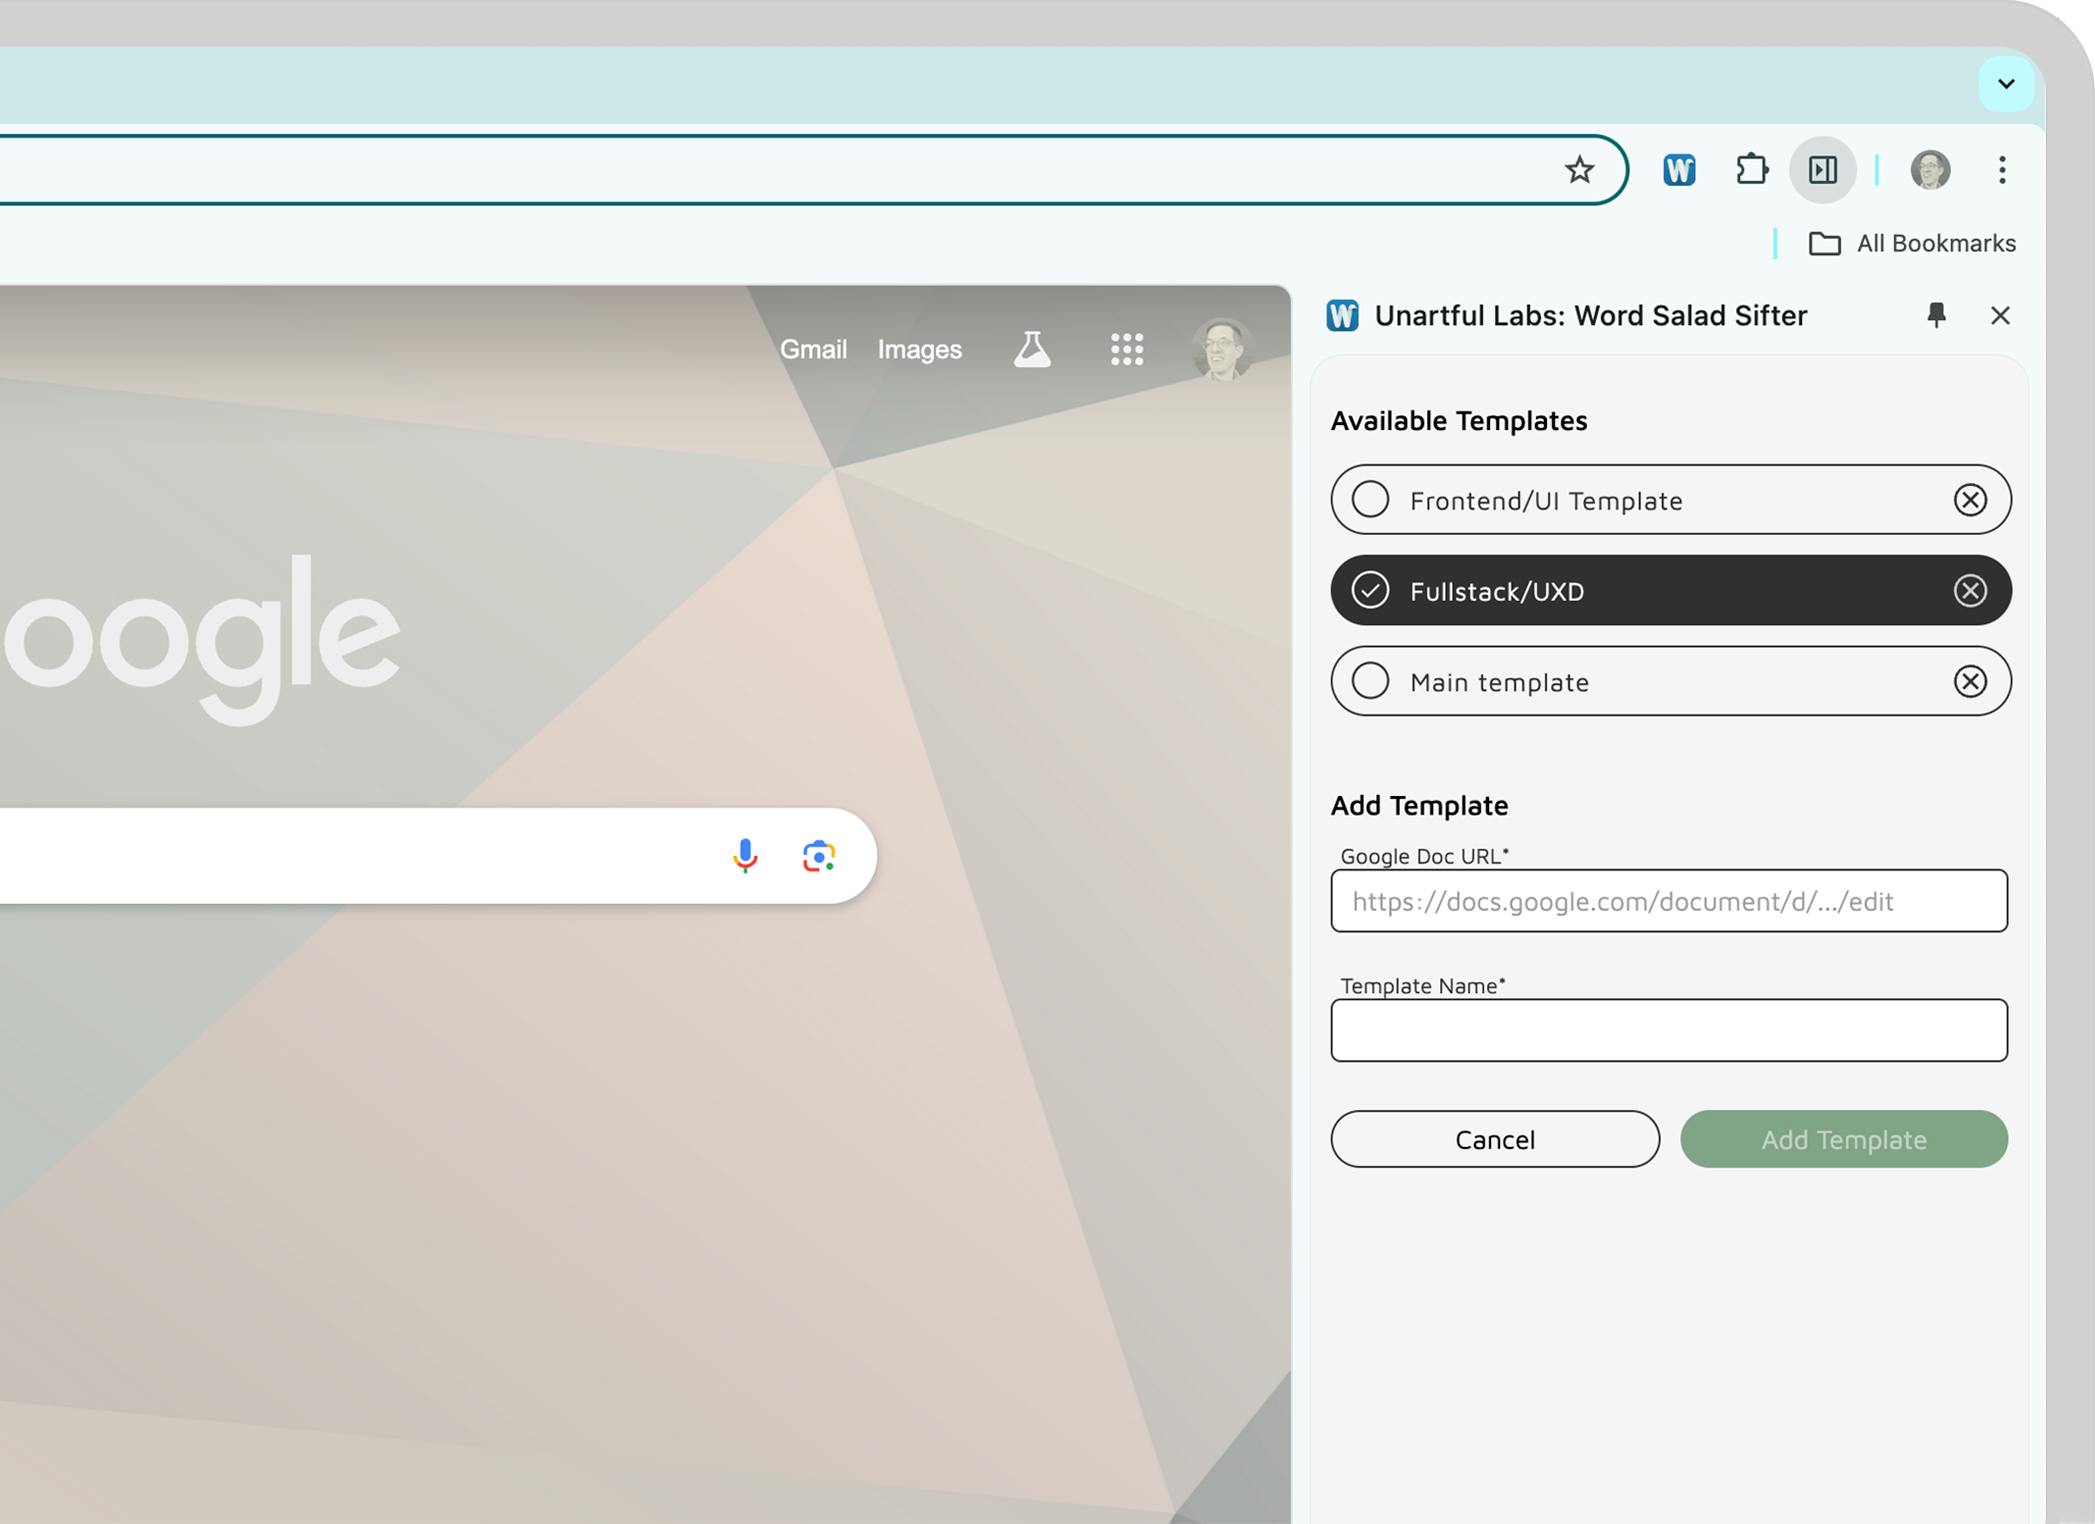 All Bookmarks
W Unartful Labs: Word Salad Sifter
Gmail Images
oogle
Available Templates
Frontend/UI Template
Fullstack/UXD
Main template
Add Template
Google Doc URL*
https://docs.google.com/document/d/.../edit
Template Name*
Cancel Add Template